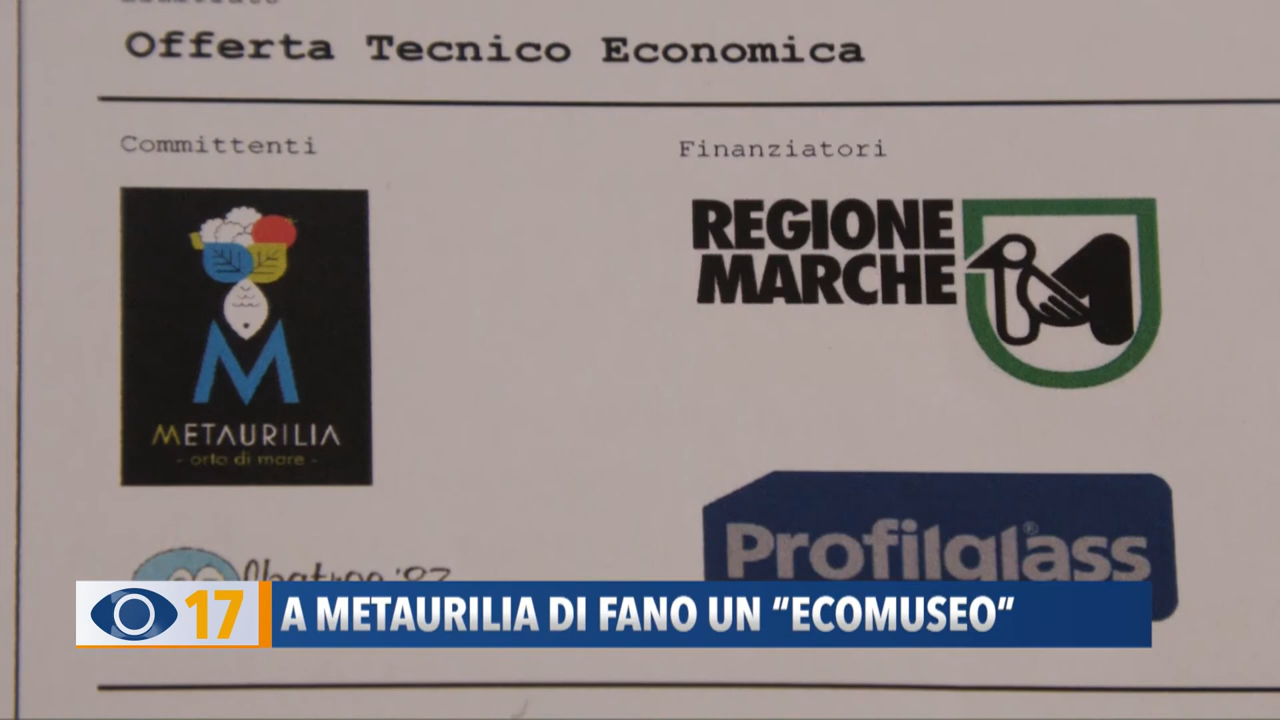 Offerta Tecnico Economica
Committenti
Finanziatori
REGIONE
MARCHE
METAURILIA
- orto di mare -
Profilglass®
17 A METAURILIA DI FANO UN “ECOMUSEO”